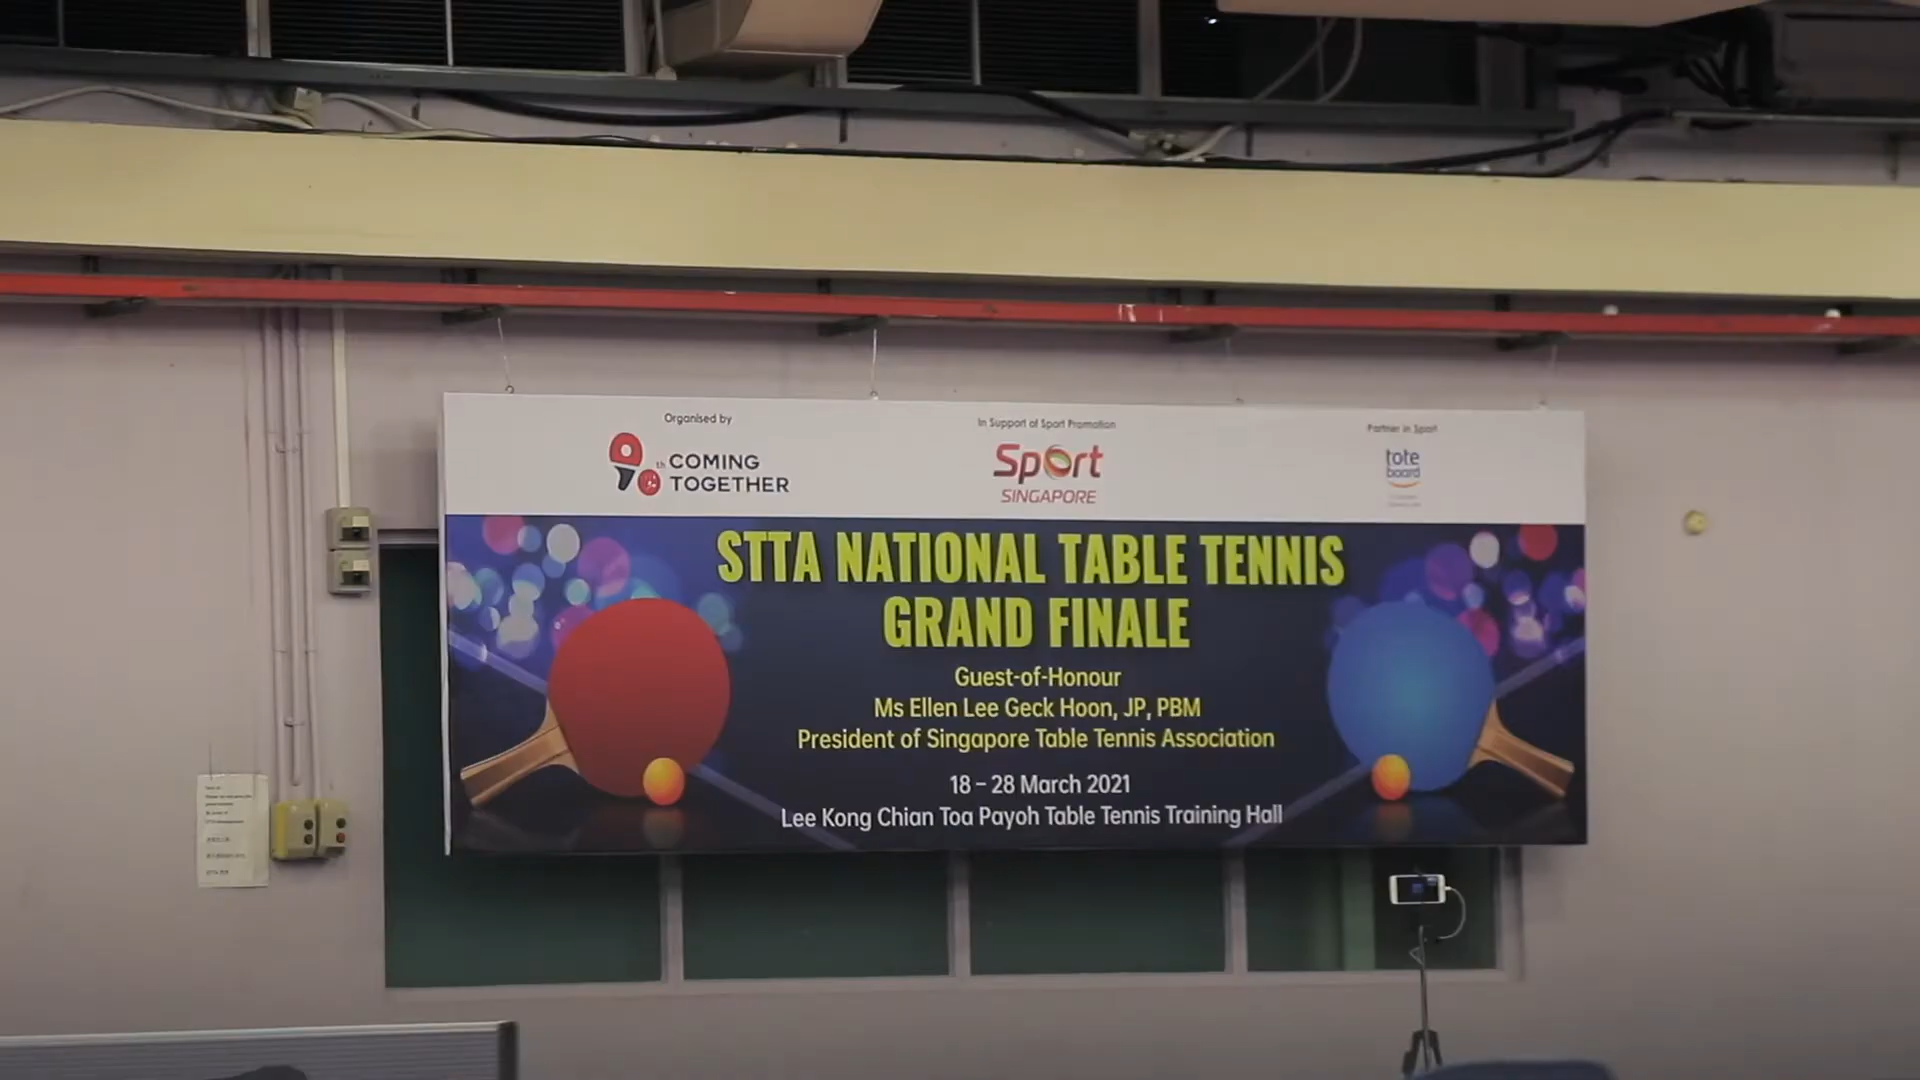 Organised by
90th COMING
TOGETHER
In Support of Sport Promotion
Sport
SINGAPORE
Partner in Sport
tote
board
STTA NATIONAL TABLE TENNIS
GRAND FINALE
Guest-of-Honour
Ms Ellen Lee Geck Hoon, JP, PBM
President of Singapore Table Tennis Association
18 – 28 March 2021
Lee Kong Chian Toa Payoh Table Tennis Training Hall